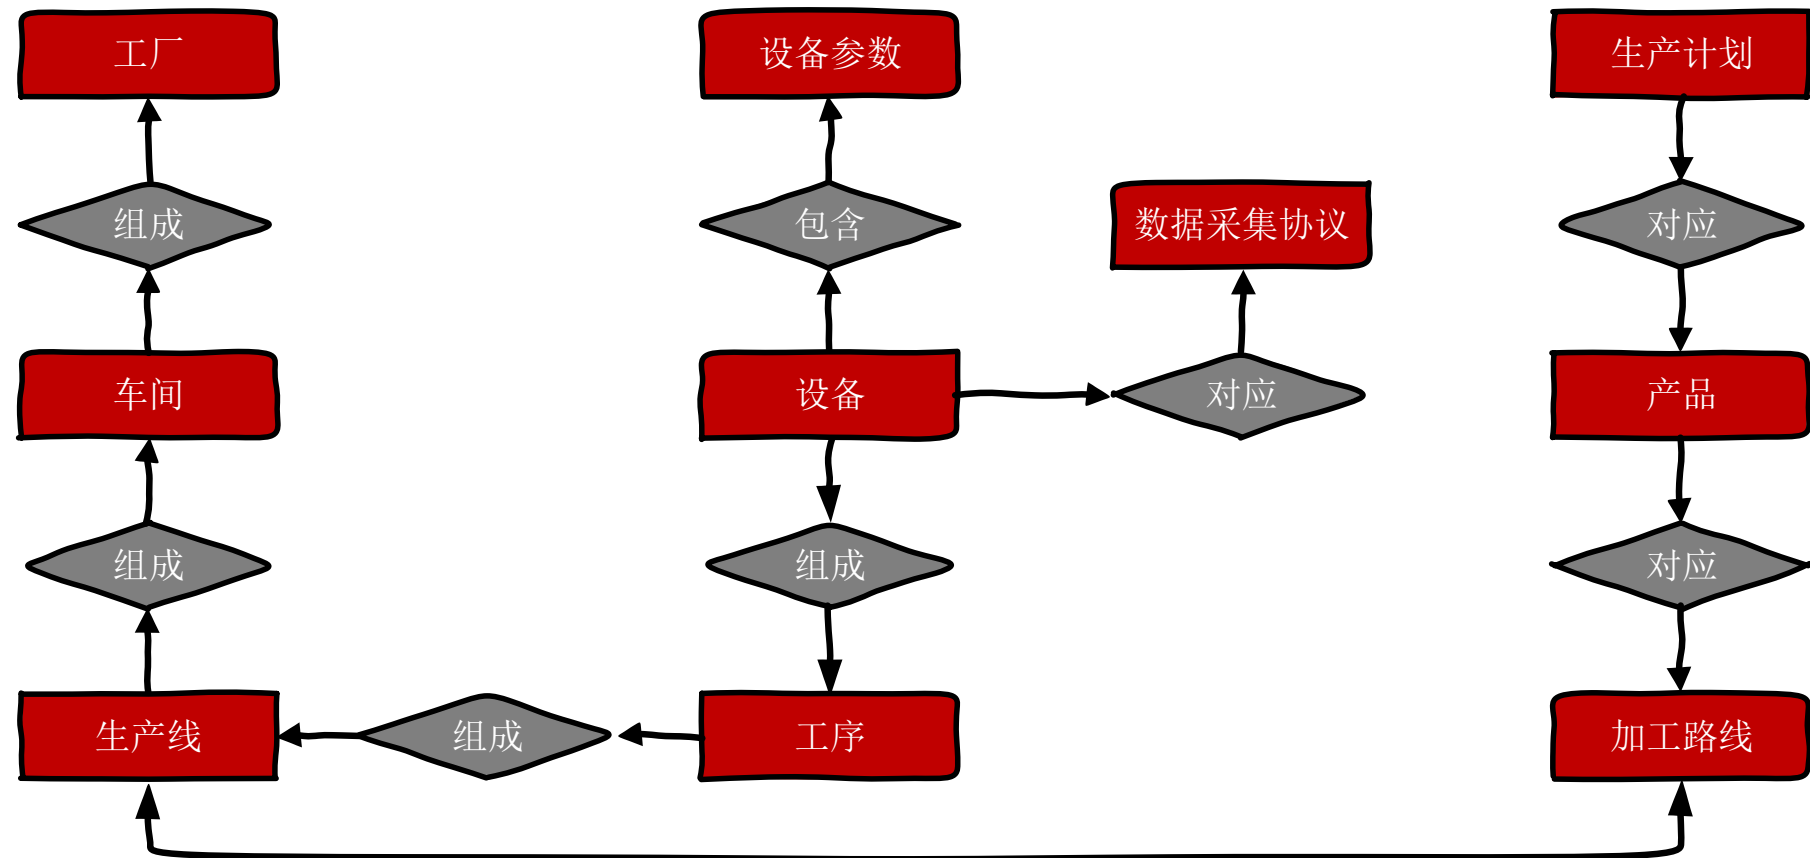 工厂
设备参数
生产计划
组成
包含
数据采集协议
对应
车间
设备
对应
产品
组成
组成
对应
生产线
组成
工序
加工路线